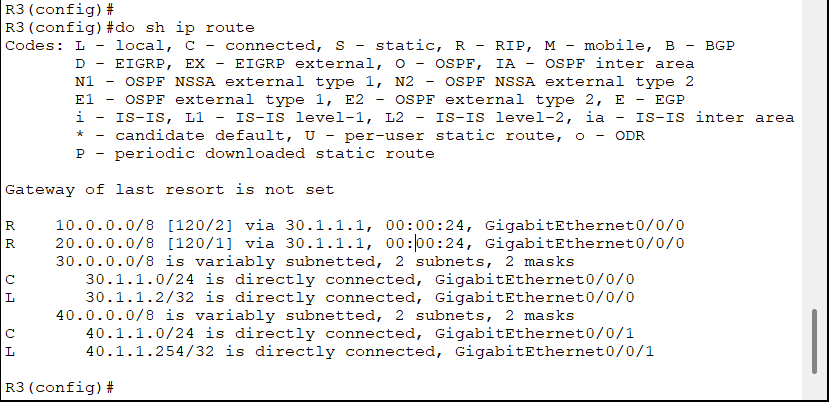 R3(config)#
R3(config)#do sh ip route
Codes: L - local, C - connected, S - static, R - RIP, M - mobile, B - BGP
       D - EIGRP, EX - EIGRP external, O - OSPF, IA - OSPF inter area
       N1 - OSPF NSSA external type 1, N2 - OSPF NSSA external type 2
       E1 - OSPF external type 1, E2 - OSPF external type 2, E - EGP
       i - IS-IS, L1 - IS-IS level-1, L2 - IS-IS level-2, ia - IS-IS inter area
       * - candidate default, U - per-user static route, o - ODR
       P - periodic downloaded static route

Gateway of last resort is not set

R    10.0.0.0/8 [120/2] via 30.1.1.1, 00:00:24, GigabitEthernet0/0/0
R    20.0.0.0/8 [120/1] via 30.1.1.1, 00:00:24, GigabitEthernet0/0/0
     30.0.0.0/8 is variably subnetted, 2 subnets, 2 masks
C       30.1.1.0/24 is directly connected, GigabitEthernet0/0/0
L       30.1.1.2/32 is directly connected, GigabitEthernet0/0/0
     40.0.0.0/8 is variably subnetted, 2 subnets, 2 masks
C       40.1.1.0/24 is directly connected, GigabitEthernet0/0/1
L       40.1.1.254/32 is directly connected, GigabitEthernet0/0/1

R3(config)#